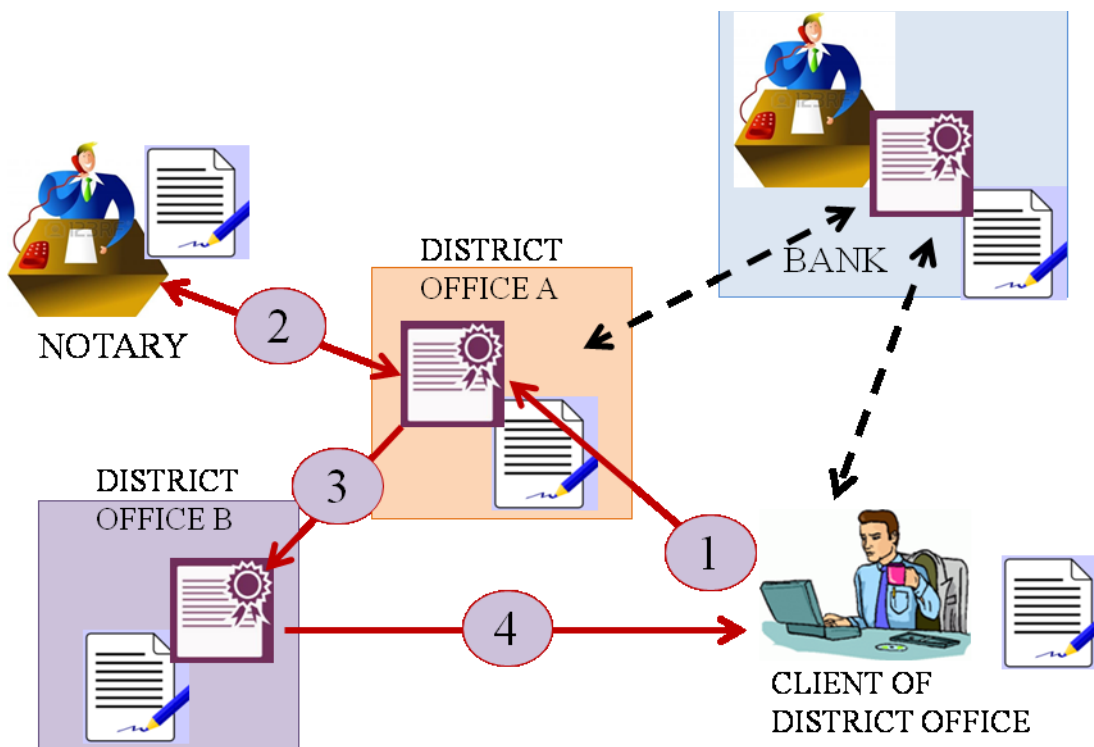 BANK
DISTRICT
OFFICE A
2
NOTARY
3
DISTRICT
OFFICE B
1
4
CLIENT OF
DISTRICT OFFICE